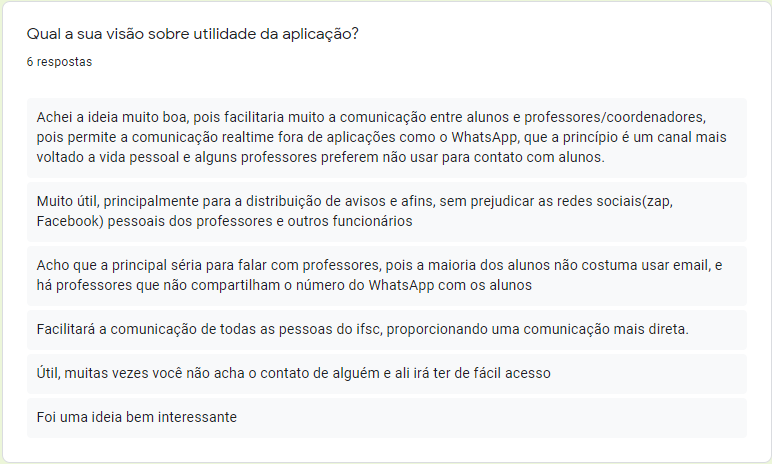 Qual a sua visão sobre utilidade da aplicação?
6 respostas
Achei a ideia muito boa, pois facilitaria muito a comunicação entre alunos e professores/coordenadores,
pois permite a comunicação realtime fora de aplicações como o WhatsApp, que a princípio é um canal mais
voltado a vida pessoal e alguns professores preferem não usar para contato com alunos.
Muito útil, principalmente para a distribuição de avisos e afins, sem prejudicar as redes sociais(zap,
Facebook) pessoais dos professores e outros funcionários
Acho que a principal séria para falar com professores, pois a maioria dos alunos não costuma usar email, e
há professores que não compartilham o número do WhatsApp com os alunos
Facilitará a comunicação de todas as pessoas do ifsc, proporcionando uma comunicação mais direta.
Útil, muitas vezes você não acha o contato de alguém e ali irá ter de fácil acesso
Foi uma ideia bem interessante